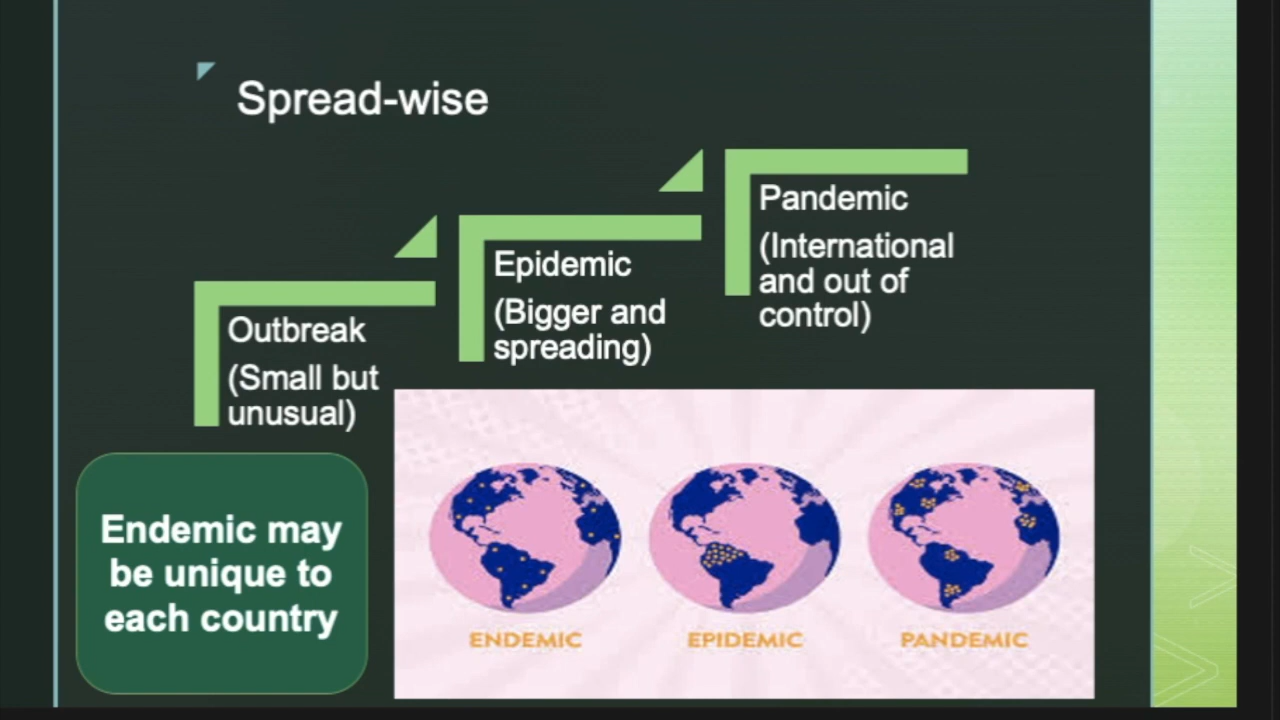 Spread-wise
Outbreak
(Small but
unusual)
Epidemic
(Bigger and
spreading)
Pandemic
(International
and out of
control)
Endemic may
be unique to
each country
ENDEMIC
EPIDEMIC
PANDEMIC